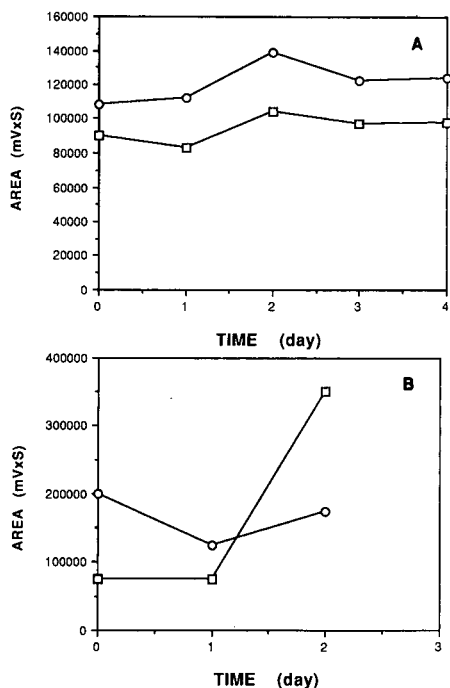 A
160000
140000
120000
100000
80000
60000
40000
20000
0
AREA (mVxS)
0 1 2 3 4
TIME (day)
B
400000
300000
200000
100000
0
AREA (mVxS)
0 1 2 3
TIME (day)